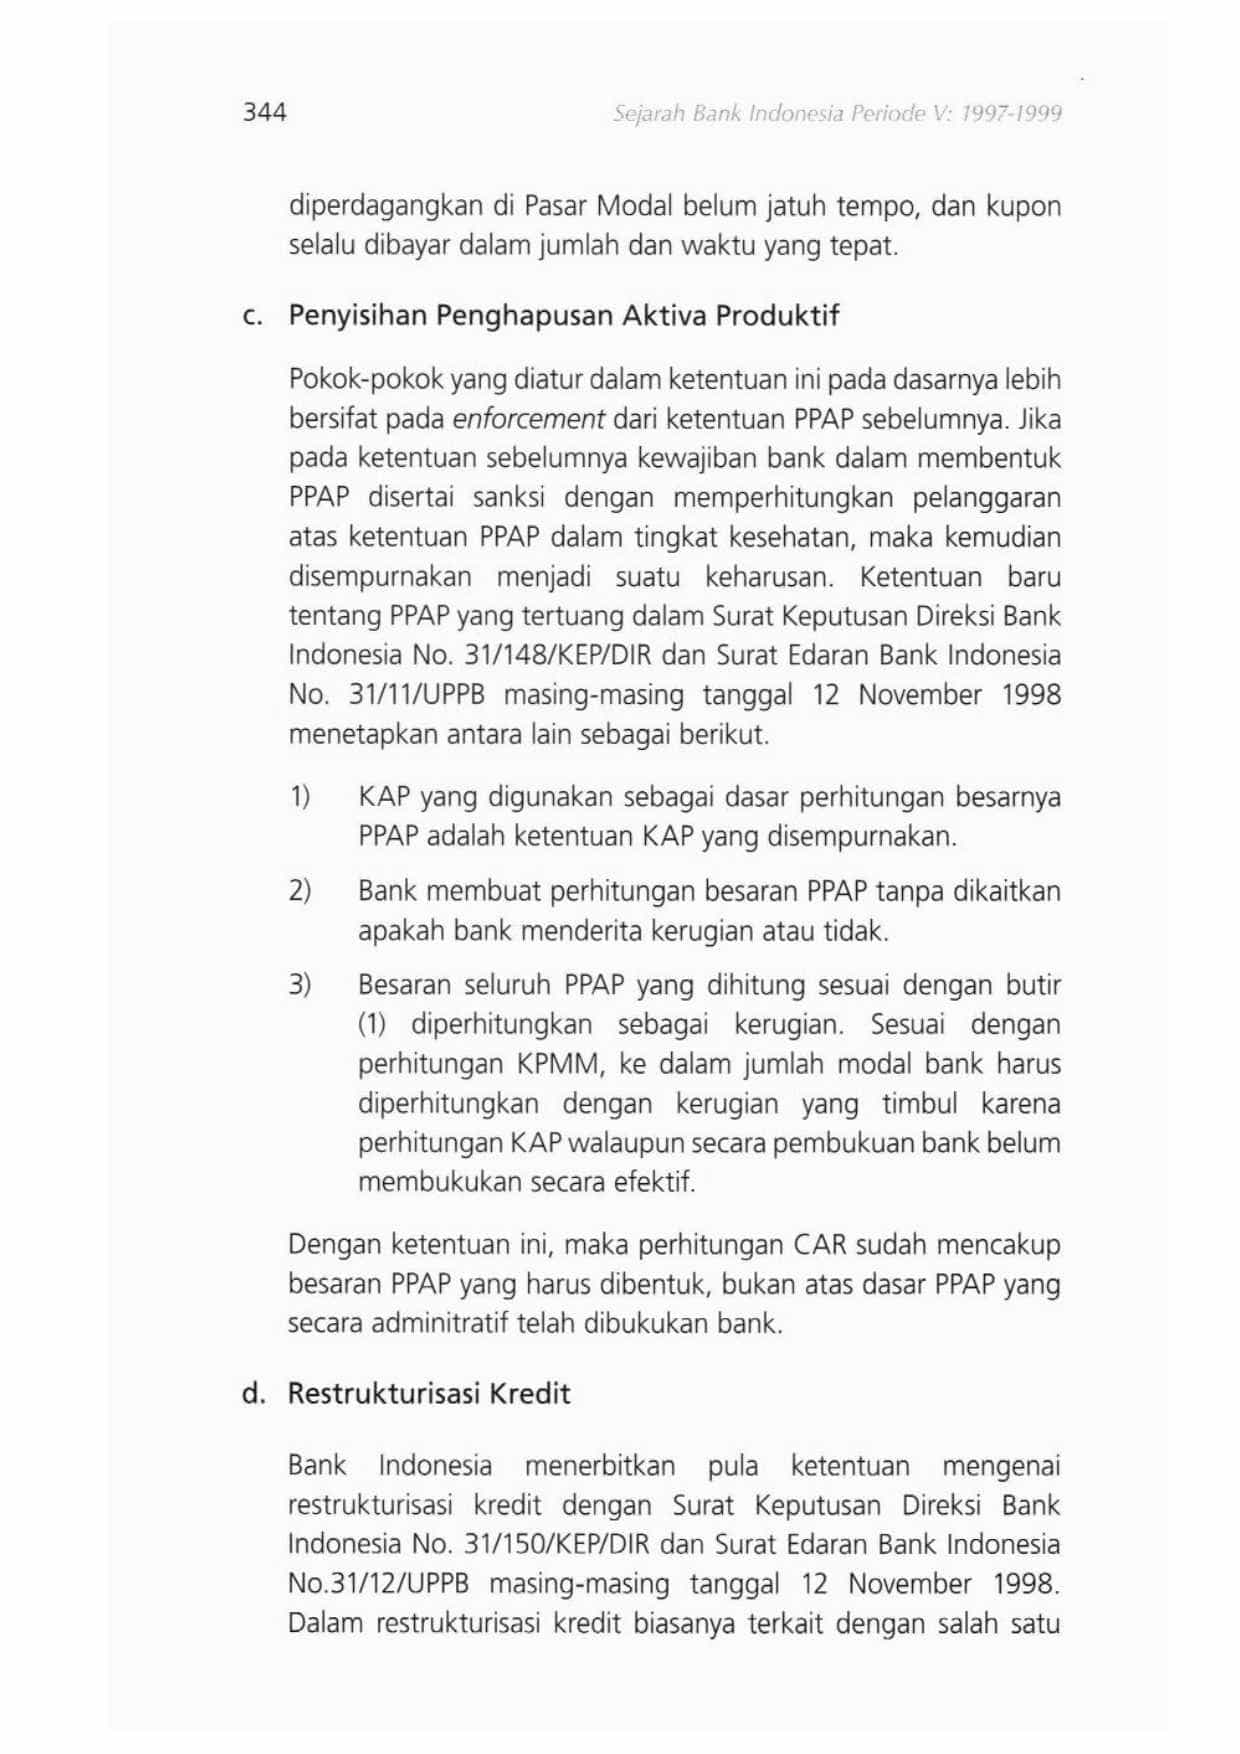 344
Sejarah Bank Indonesia Periode V: 1997-1999
diperdagangkan di Pasar Modal belum jatuh tempo, dan kupon
selalu dibayar dalam jumlah dan waktu yang tepat.
c. Penyisihan Penghapusan Aktiva Produktif
Pokok-pokok yang diatur dalam ketentuan ini pada dasarnya lebih
bersifat pada enforcement dari ketentuan PPAP sebelumnya. Jika
pada ketentuan sebelumnya kewajiban bank dalam membentuk
PPAP disertai sanksi dengan memperhitungkan pelanggaran
atas ketentuan PPAP dalam tingkat kesehatan, maka kemudian
disempurnakan menjadi suatu keharusan. Ketentuan baru
tentang PPAP yang tertuang dalam Surat Keputusan Direksi Bank
Indonesia No. 31/148/KEP/DIR dan Surat Edaran Bank Indonesia
No. 31/11/UPPB masing-masing tanggal 12 November 1998
menetapkan antara lain sebagai berikut.
1) KAP yang digunakan sebagai dasar perhitungan besarnya
PPAP adalah ketentuan KAP yang disempurnakan.
2) Bank membuat perhitungan besaran PPAP tanpa dikaitkan
apakah bank menderita kerugian atau tidak.
3) Besaran seluruh PPAP yang dihitung sesuai dengan butir
(1) diperhitungkan sebagai kerugian. Sesuai dengan
perhitungan KPMM, ke dalam jumlah modal bank harus
diperhitungkan dengan kerugian yang timbul karena
perhitungan KAP walaupun secara pembukuan bank belum
membukukan secara efektif.
Dengan ketentuan ini, maka perhitungan CAR sudah mencakup
besaran PPAP yang harus dibentuk, bukan atas dasar PPAP yang
secara adminitratif telah dibukukan bank.
d. Restrukturisasi Kredit
Bank Indonesia menerbitkan pula ketentuan mengenai
restrukturisasi kredit dengan Surat Keputusan Direksi Bank
Indonesia No. 31/150/KEP/DIR dan Surat Edaran Bank Indonesia
No.31/12/UPPB masing-masing tanggal 12 November 1998.
Dalam restrukturisasi kredit biasanya terkait dengan salah satu